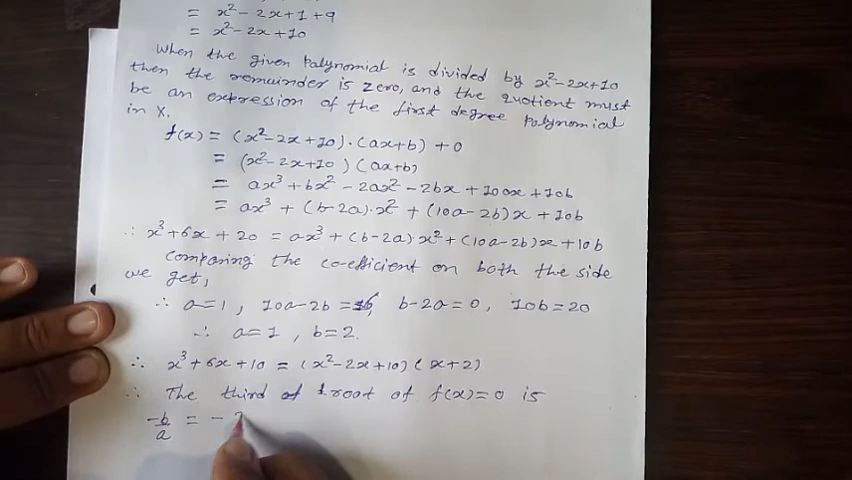 = x² - 2x + 1 + 9
= x² - 2x + 10
When the given Palynomial is divided by x² - 2x + 10
then the remainder is zero, and the quotient must
be an expression of the first degree Palynomial
in X.
f(x) = (x² - 2x + 10) · (ax + b) + 0
= (x² - 2x + 10) (ax + b)
= ax³ + bx² - 2ax² - 2bx + 10ax + 10b
= ax³ + (b - 2a) · x² + (10a - 2b)x + 10b
∴ x³ + 6x + 20 = ax³ + (b - 2a) · x² + (10a - 2b)x + 10b
Comparing the co-efficient on both the side
we get,
∴ a = 1 , 10a - 2b = 6, b - 2a = 0, 10b = 20
∴ a = 1 , b = 2.
∴ x³ + 6x + 10 = (x² - 2x + 10) (x + 2)
∴ The third root of f(x) = 0 is
-b/a = -